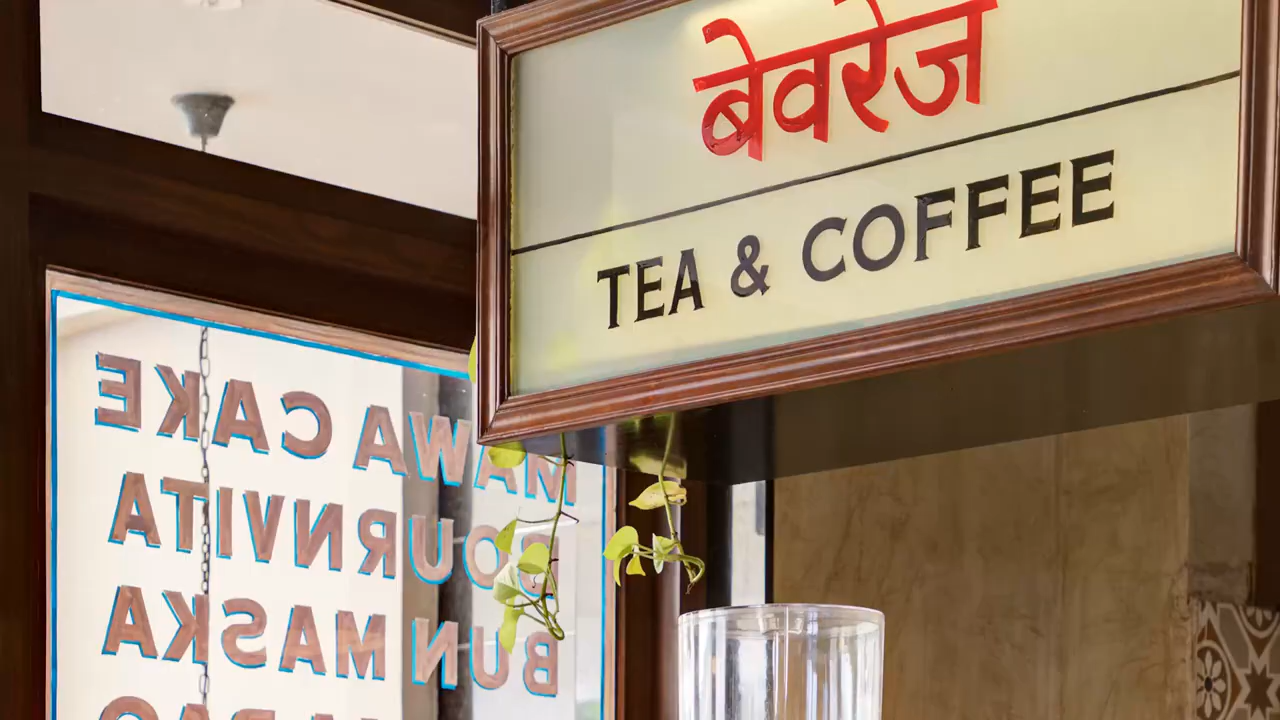 बेवरेज
TEA & COFFEE
MAWA CAKE
BOURNVITA
BUN MASKA